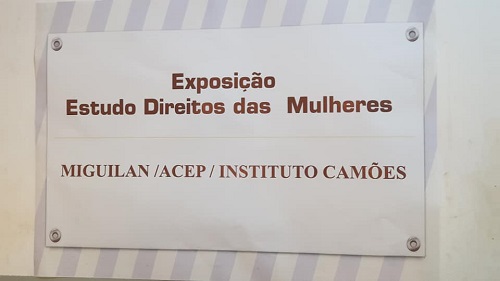 Exposição
Estudo Direitos das Mulheres
MIGUILAN /ACEP / INSTITUTO CAMÕES